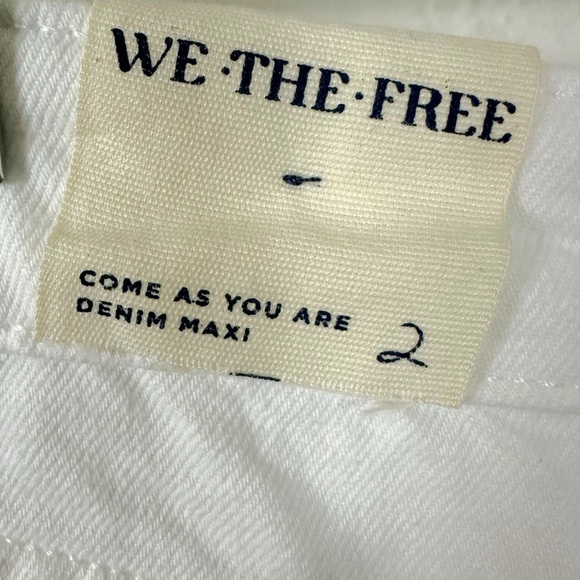 WE·THE·FREE
COME AS YOU ARE
DENIM MAXI
2